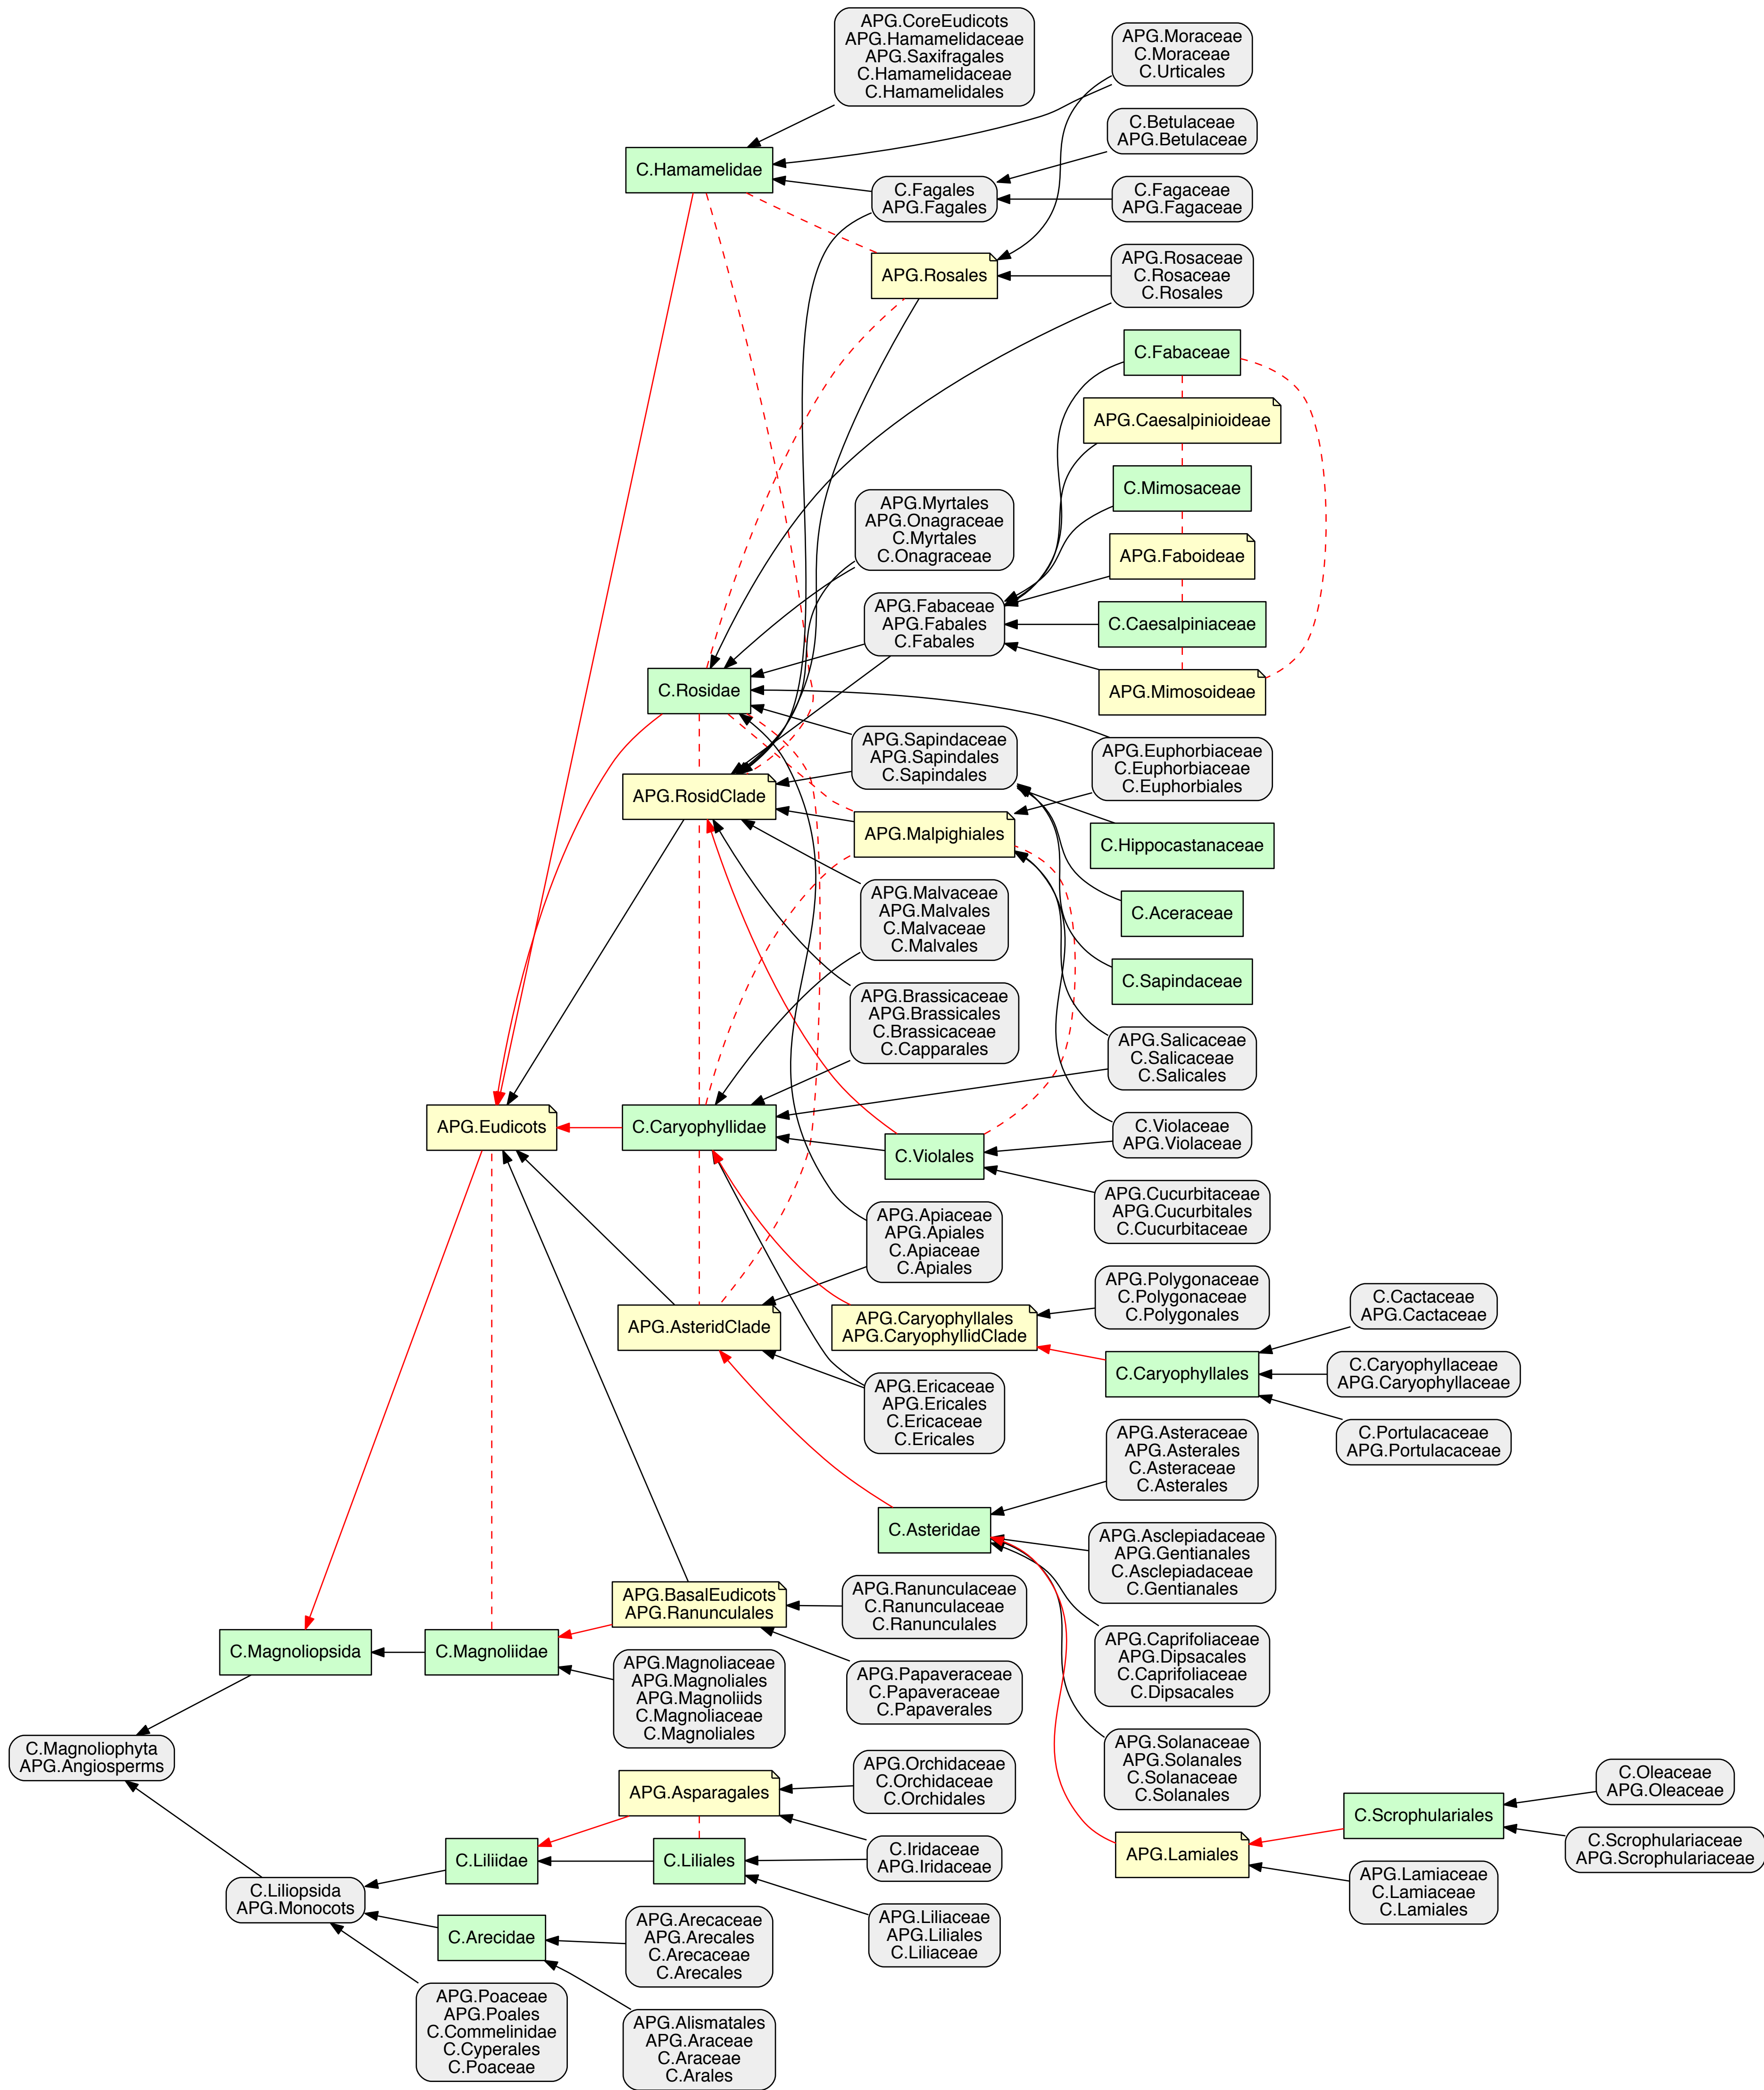 APG.CoreEudicots
APG.Hamamelidaceae
APG.Saxifragales
C.Hamamelidaceae
C.Hamamelidales
APG.Moraceae
C.Moraceae
C.Urticales
C.Betulaceae
APG.Betulaceae
C.Hamamelidae
C.Fagales
APG.Fagales
C.Fagaceae
APG.Fagaceae
APG.Rosales
APG.Rosaceae
C.Rosaceae
C.Rosales
C.Fabaceae
APG.Caesalpinioideae
C.Mimosaceae
APG.Myrtales
APG.Onagraceae
C.Myrtales
C.Onagraceae
APG.Faboideae
APG.Fabaceae
APG.Fabales
C.Fabales
C.Caesalpiniaceae
C.Rosidae
APG.Mimosoideae
APG.Sapindaceae
APG.Sapindales
C.Sapindales
APG.Euphorbiaceae
C.Euphorbiaceae
C.Euphorbiales
APG.RosidClade
APG.Malpighiales
C.Hippocastanaceae
APG.Malvaceae
APG.Malvales
C.Malvaceae
C.Malvales
C.Aceraceae
C.Sapindaceae
APG.Brassicaceae
APG.Brassicales
C.Brassicaceae
C.Capparales
APG.Salicaceae
C.Salicaceae
C.Salicales
APG.Eudicots
C.Caryophyllidae
C.Violales
C.Violaceae
APG.Violaceae
APG.Cucurbitaceae
APG.Cucurbitales
C.Cucurbitaceae
APG.Apiaceae
APG.Apiales
C.Apiaceae
C.Apiales
APG.Polygonaceae
C.Polygonaceae
C.Polygonales
C.Cactaceae
APG.Cactaceae
APG.AsteridClade
APG.Caryophyllales
APG.CaryophyllidClade
C.Caryophyllales
C.Caryophyllaceae
APG.Caryophyllaceae
APG.Ericaceae
APG.Ericales
C.Ericaceae
C.Ericales
C.Portulacaceae
APG.Portulacaceae
APG.Asteraceae
APG.Asterales
C.Asteraceae
C.Asterales
C.Asteridae
APG.Asclepiadaceae
APG.Gentianales
C.Asclepiadaceae
C.Gentianales
APG.BasalEudicots
APG.Ranunculales
APG.Ranunculaceae
C.Ranunculaceae
C.Ranunculales
C.Magnoliopsida
C.Magnoliidae
APG.Magnoliaceae
APG.Magnoliales
APG.Magnoliids
C.Magnoliaceae
C.Magnoliales
APG.Papaveraceae
C.Papaveraceae
C.Papaverales
APG.Caprifoliaceae
APG.Dipsacales
C.Caprifoliaceae
C.Dipsacales
C.Magnoliophyta
APG.Angiosperms
APG.Solanaceae
APG.Solanales
C.Solanaceae
C.Solanales
APG.Asparagales
APG.Orchidaceae
C.Orchidaceae
C.Orchidales
C.Oleaceae
APG.Oleaceae
C.Scrophulariales
C.Scrophulariaceae
APG.Scrophulariaceae
C.Liliidae
C.Liliales
C.Iridaceae
APG.Iridaceae
APG.Lamiales
APG.Lamiaceae
C.Lamiaceae
C.Lamiales
C.Liliopsida
APG.Monocots
C.Arecidae
APG.Arecaceae
APG.Arecales
C.Arecaceae
C.Arecales
APG.Liliaceae
APG.Liliales
C.Liliaceae
APG.Poaceae
APG.Poales
C.Commelinidae
C.Cyperales
C.Poaceae
APG.Alismatales
APG.Araceae
C.Araceae
C.Arales